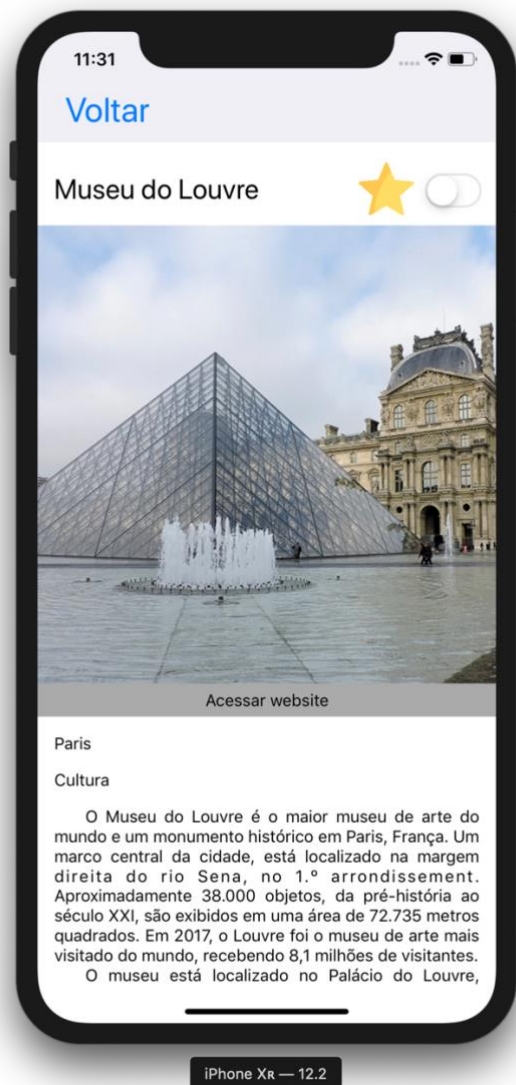 11:31
Voltar
Museu do Louvre
Acessar website
Paris
Cultura
O Museu do Louvre é o maior museu de arte do
mundo e um monumento histórico em Paris, França. Um
marco central da cidade, está localizado na margem
direita do rio Sena, no 1.º arrondissement.
Aproximadamente 38.000 objetos, da pré-história ao
século XXI, são exibidos em uma área de 72.735 metros
quadrados. Em 2017, o Louvre foi o museu de arte mais
visitado do mundo, recebendo 8,1 milhões de visitantes.
O museu está localizado no Palácio do Louvre,
iPhone Xʀ — 12.2